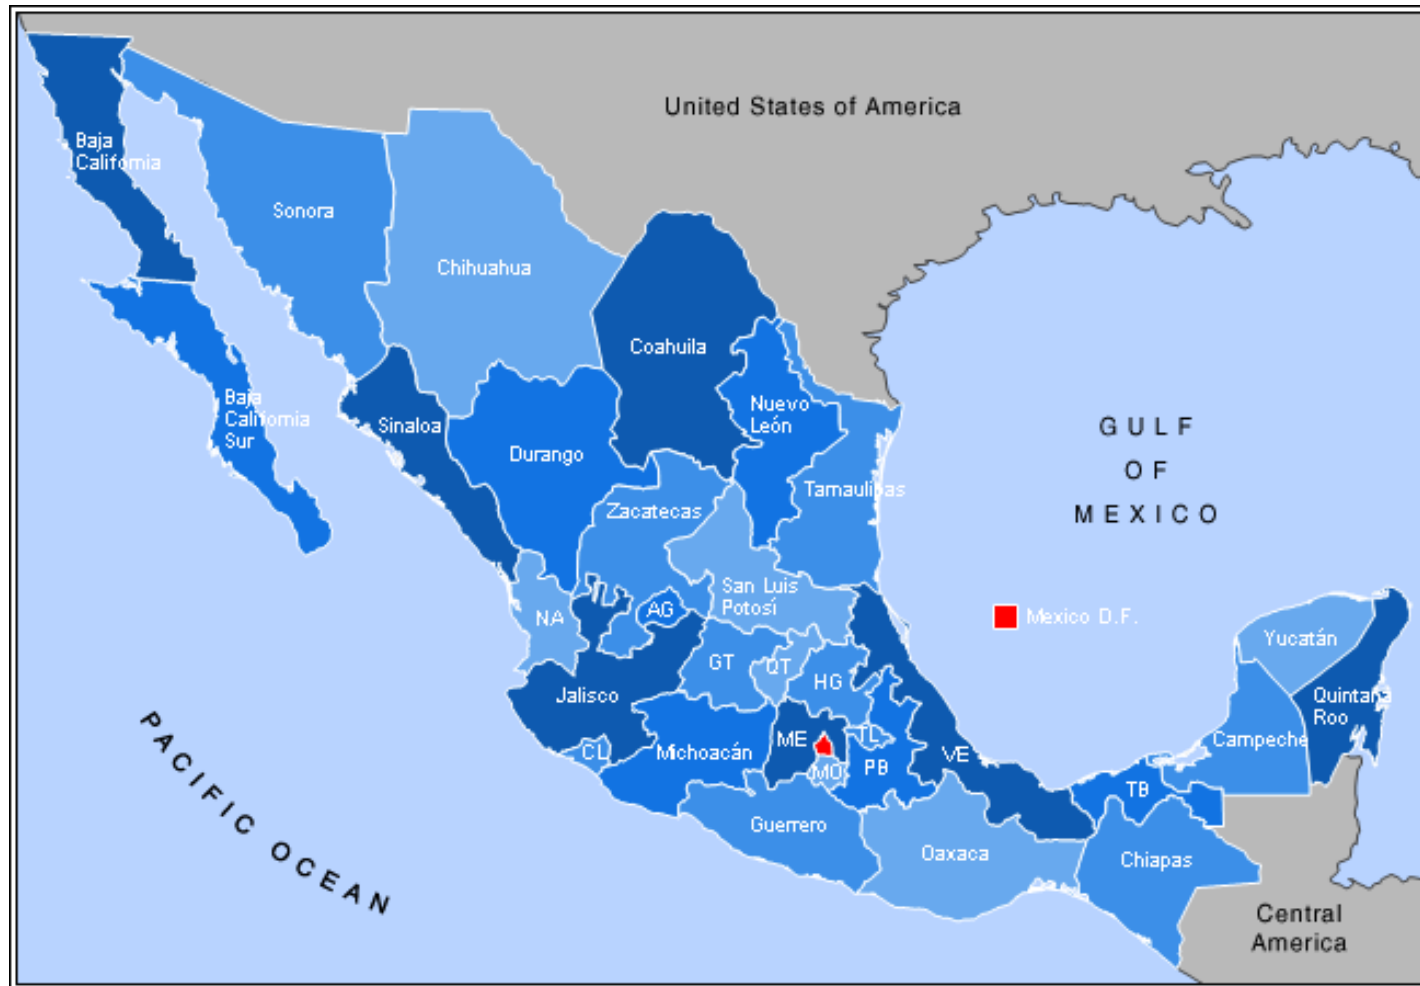 United States of America
Baja
California
Sonora
Chihuahua
Coahuila
Baja
California
Sur
Sinaloa
Durango
Nuevo
León
GULF
OF
MEXICO
Tamaulipas
Zacatecas
San Luis
Potosí
NA
AG
Mexico D.F.
Yucatán
GT
QT
HG
Jalisco
Quintana
Roo
CL
Michoacán
ME
TL
VE
Campeche
MO
PB
TB
Guerrero
Oaxaca
Chiapas
PACIFIC OCEAN
Central
America